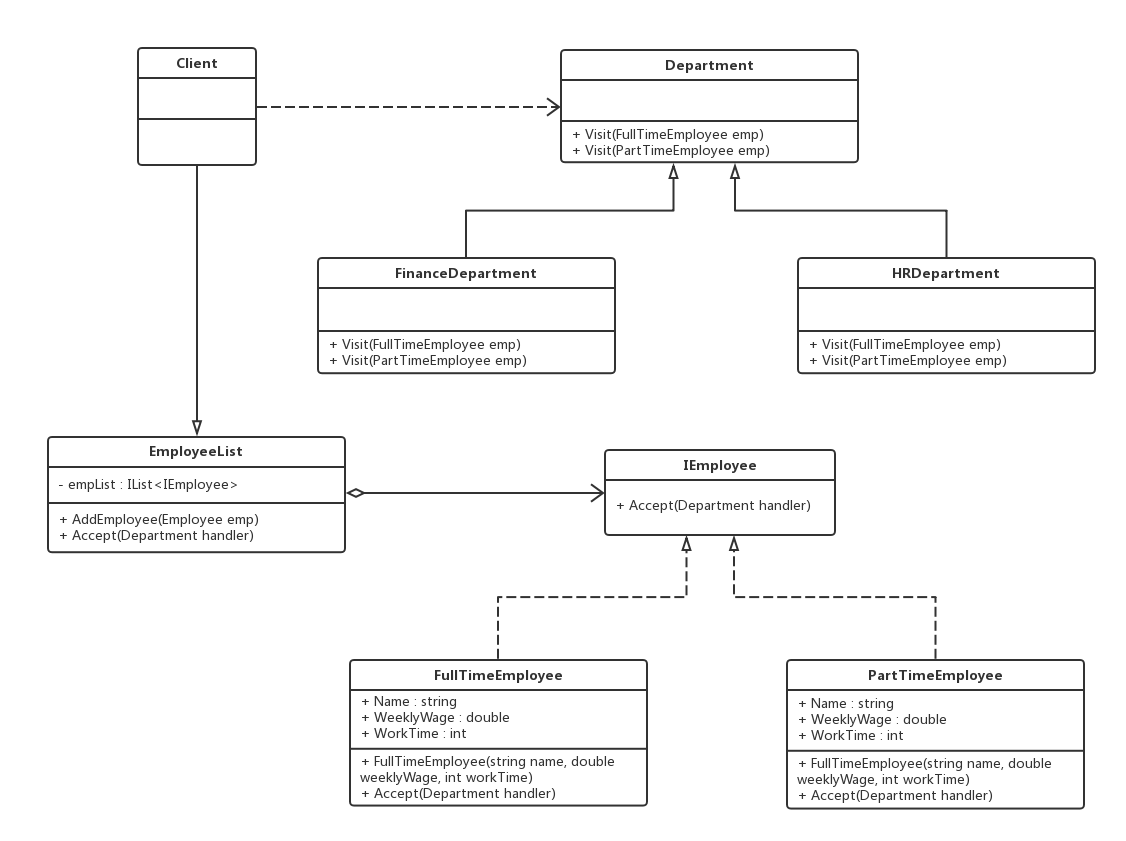 Client
Department
+ Visit(FullTimeEmployee emp)
+ Visit(PartTimeEmployee emp)
FinanceDepartment
+ Visit(FullTimeEmployee emp)
+ Visit(PartTimeEmployee emp)
HRDepartment
+ Visit(FullTimeEmployee emp)
+ Visit(PartTimeEmployee emp)
EmployeeList
- empList : IList<IEmployee>
+ AddEmployee(Employee emp)
+ Accept(Department handler)
IEmployee
+ Accept(Department handler)
FullTimeEmployee
+ Name : string
+ WeeklyWage : double
+ WorkTime : int
+ FullTimeEmployee(string name, double
weeklyWage, int workTime)
+ Accept(Department handler)
PartTimeEmployee
+ Name : string
+ WeeklyWage : double
+ WorkTime : int
+ FullTimeEmployee(string name, double
weeklyWage, int workTime)
+ Accept(Department handler)